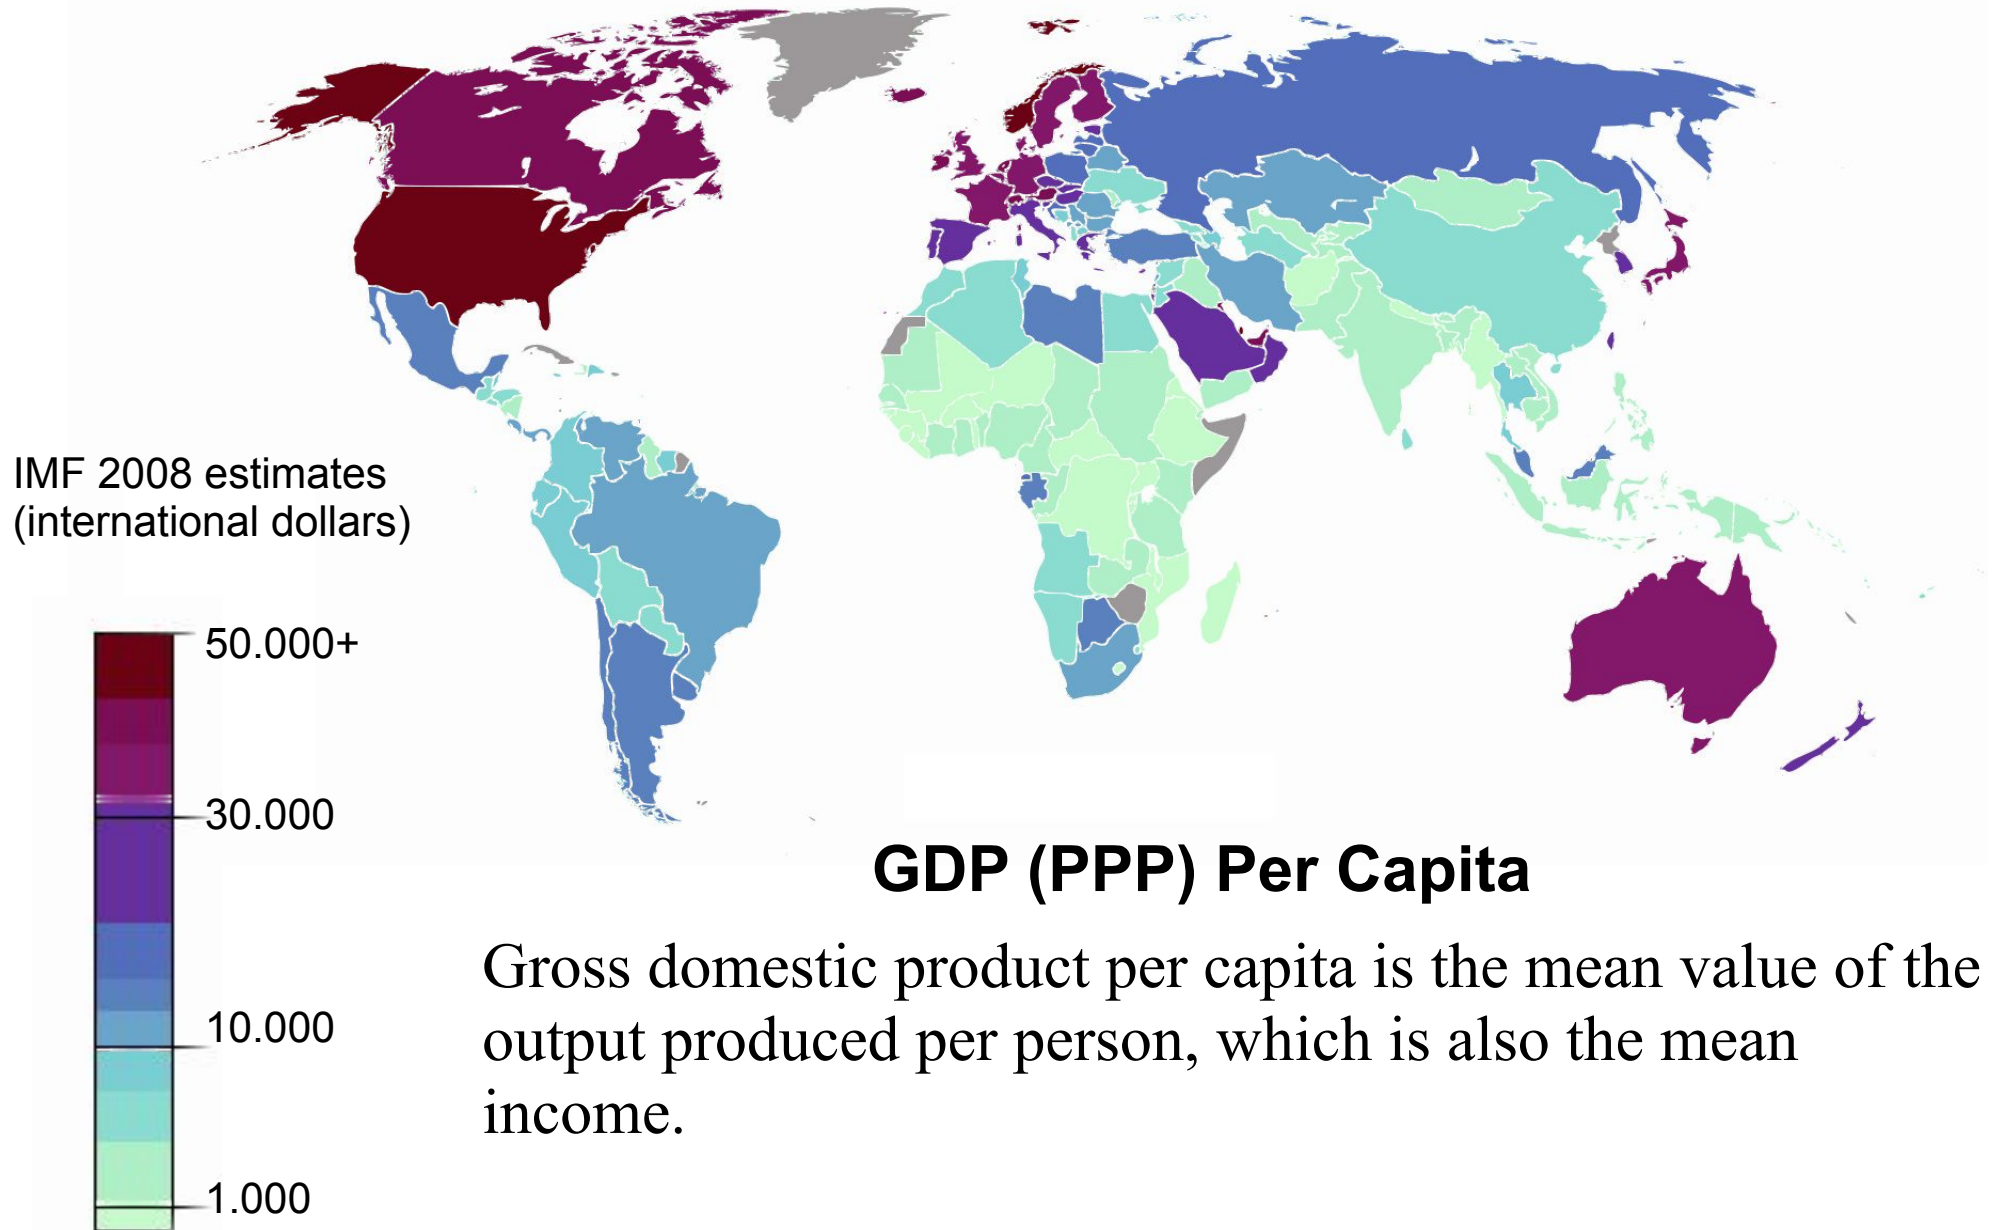 IMF 2008 estimates
(international dollars)
50.000+
30.000
10.000
1.000
GDP (PPP) Per Capita
Gross domestic product per capita is the mean value of the
output produced per person, which is also the mean
income.